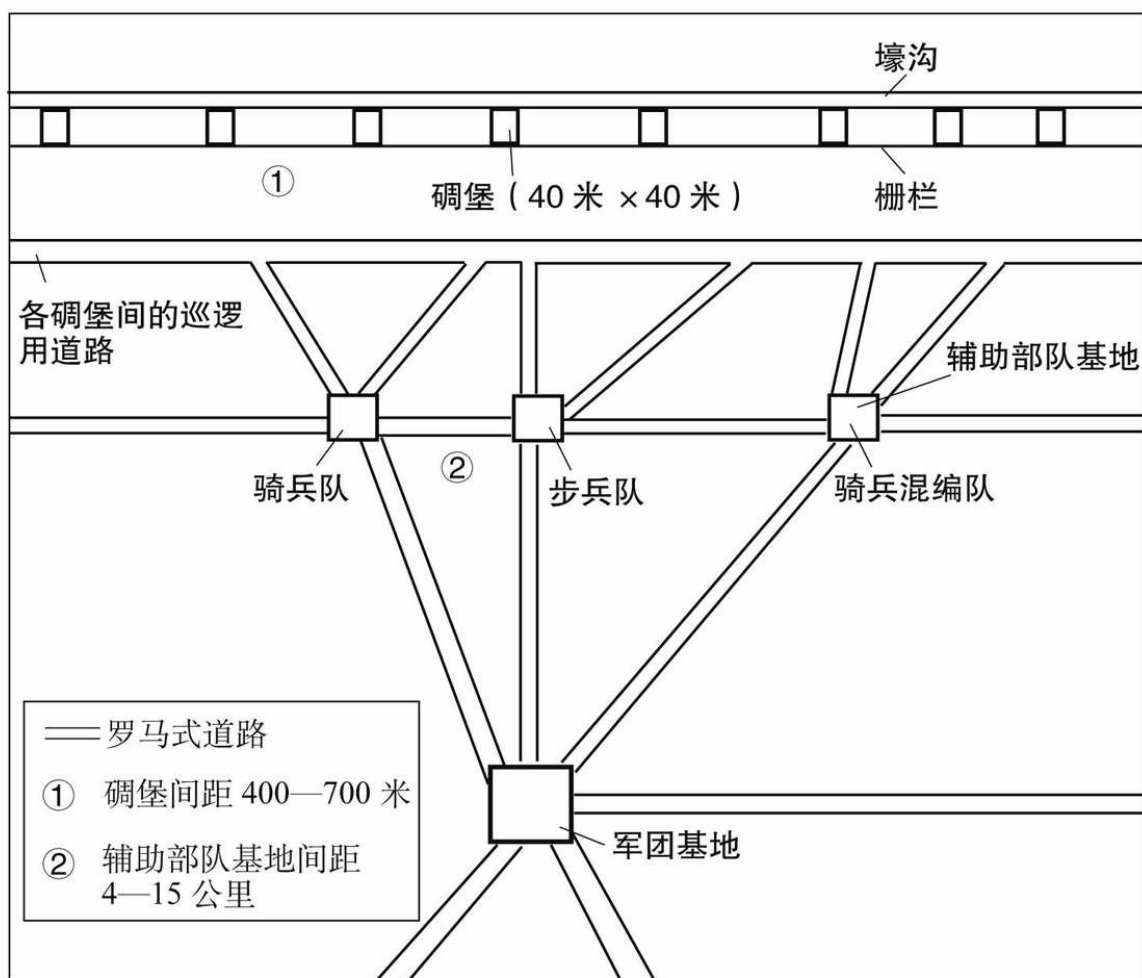 壕沟
①
碉堡（40 米 ×40 米）
栅栏
各碉堡间的巡逻
用道路
辅助部队基地
骑兵队
②
步兵队
骑兵混编队
罗马式道路
① 碉堡间距 400—700 米
② 辅助部队基地间距
4—15 公里
军团基地